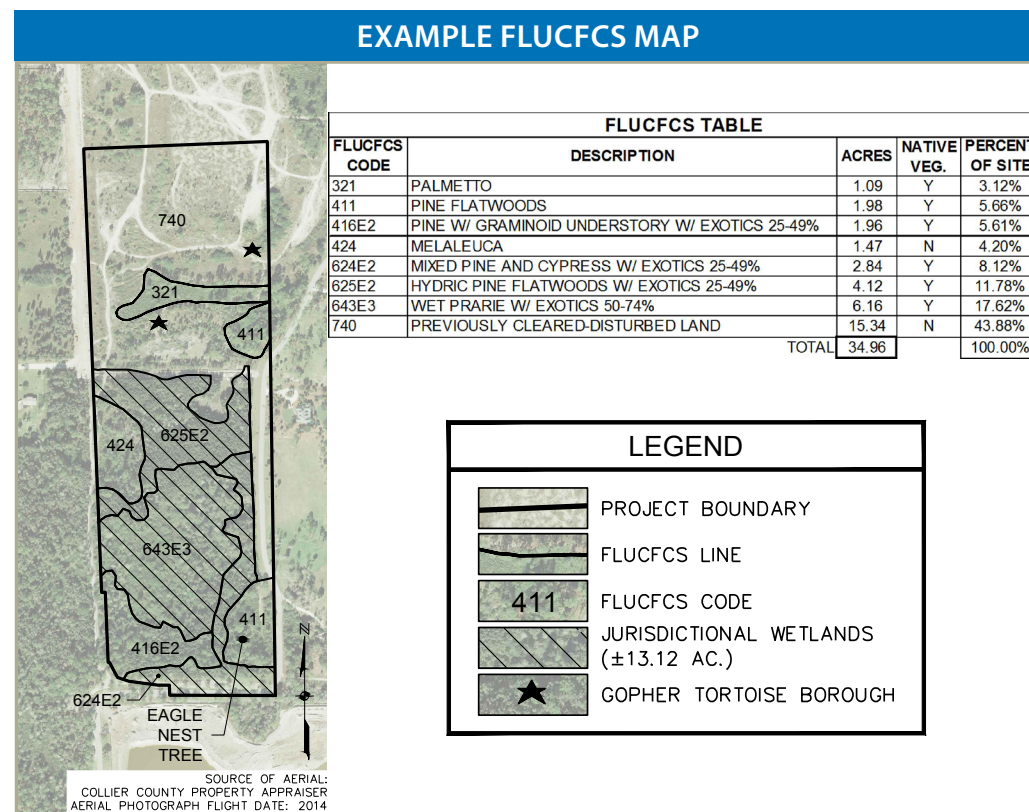 EXAMPLE FLUCFCS MAP
FLUCFCS TABLE
FLUCFCS CODE DESCRIPTION ACRES NATIVE VEG. PERCENT OF SITE
321 PALMETTO 1.09 Y 3.12%
411 PINE FLATWOODS 1.98 Y 5.66%
416E2 PINE W/ GRAMINOID UNDERSTORY W/ EXOTICS 25-49% 1.96 Y 5.61%
424 MELALEUCA 1.47 N 4.20%
624E2 MIXED PINE AND CYPRESS W/ EXOTICS 25-49% 2.84 Y 8.12%
625E2 HYDRIC PINE FLATWOODS W/ EXOTICS 25-49% 4.12 Y 11.78%
643E3 WET PRARIE W/ EXOTICS 50-74% 6.16 Y 17.62%
740 PREVIOUSLY CLEARED-DISTURBED LAND 15.34 N 43.88%
TOTAL 34.96 100.00%
740
321
411
625E2
424
643E3
411
416E2
N
624E2
EAGLE
NEST
TREE
SOURCE OF AERIAL:
COLLIER COUNTY PROPERTY APPRAISER
AERIAL PHOTOGRAPH FLIGHT DATE: 2014
LEGEND
PROJECT BOUNDARY
FLUCFCS LINE
411 FLUCFCS CODE
JURISDICTIONAL WETLANDS
(±13.12 AC.)
GOPHER TORTOISE BOROUGH